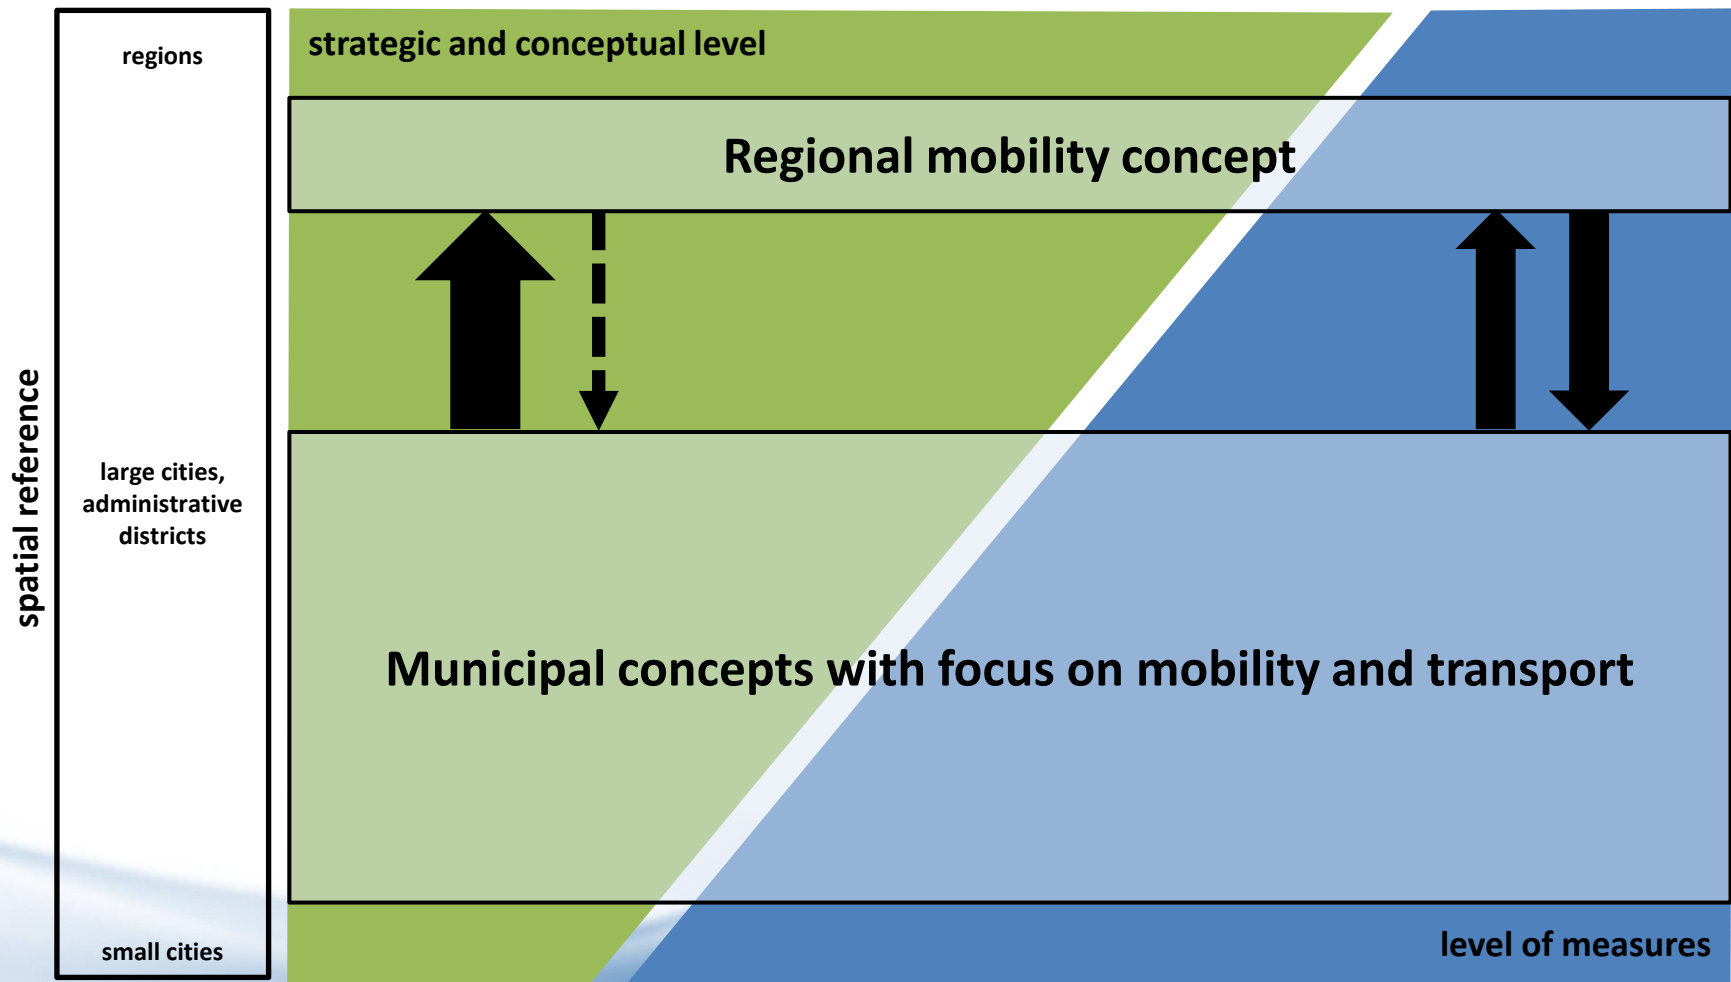 regions
strategic and conceptual level
Regional mobility concept
spatial reference
large cities,
administrative
districts
Municipal concepts with focus on mobility and transport
small cities
level of measures